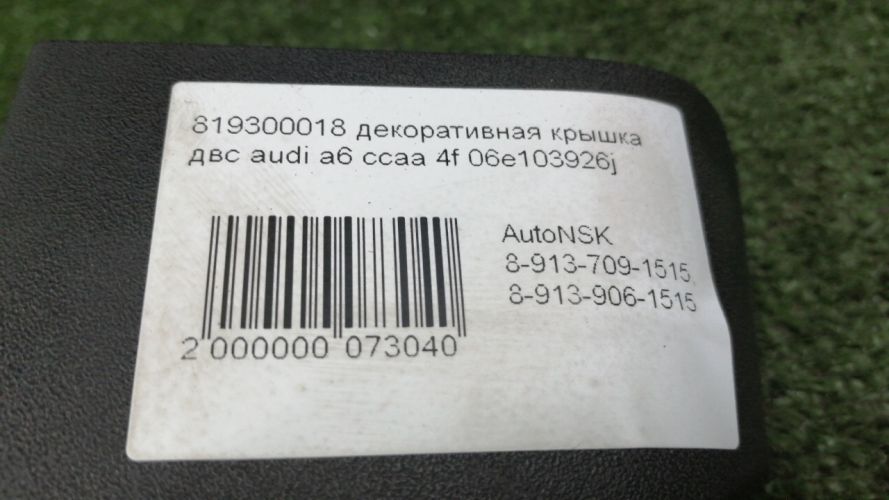 819300018 декоративная крышка
двс audi a6 ccaa 4f 06e103926j
AutoNSK
8-913-709-1515
8-913-906-1515
2 000000 073040